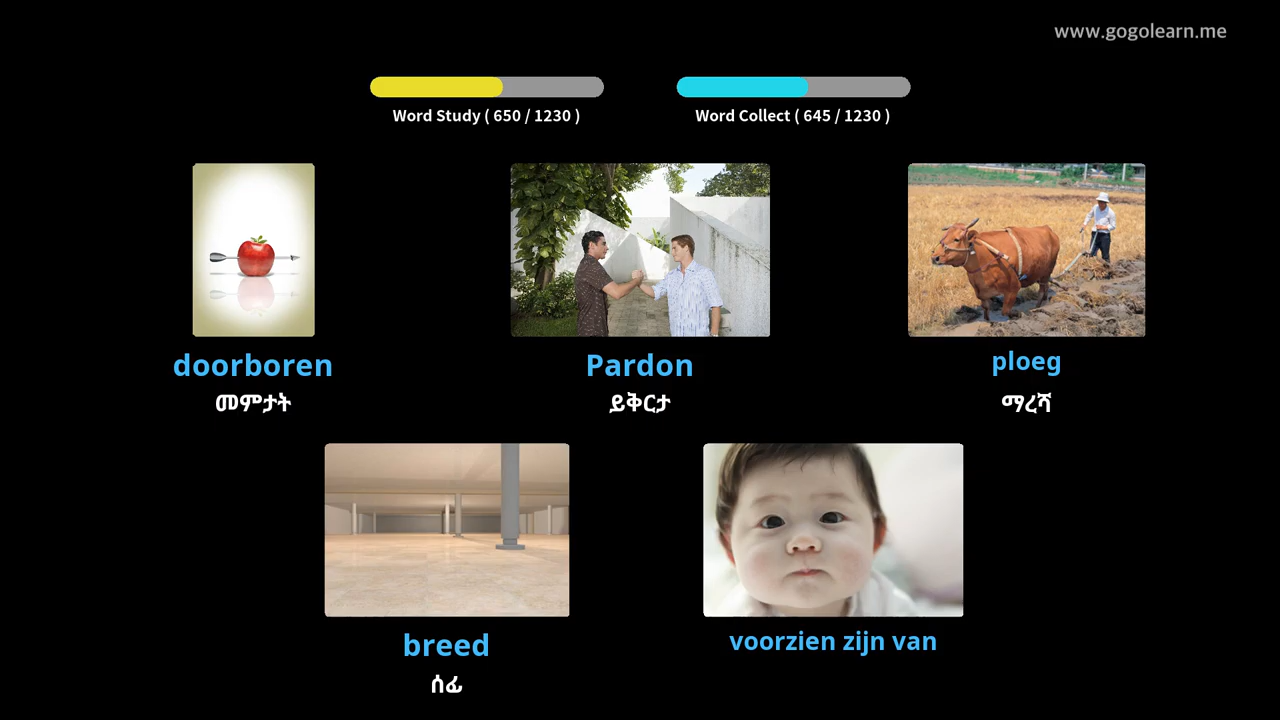 www.gogolearn.me
Word Study ( 650 / 1230 )
Word Collect ( 645 / 1230 )
doorboren
መምታት
Pardon
ይቅርታ
ploeg
ማረሻ
breed
ሰፊ
voorzien zijn van